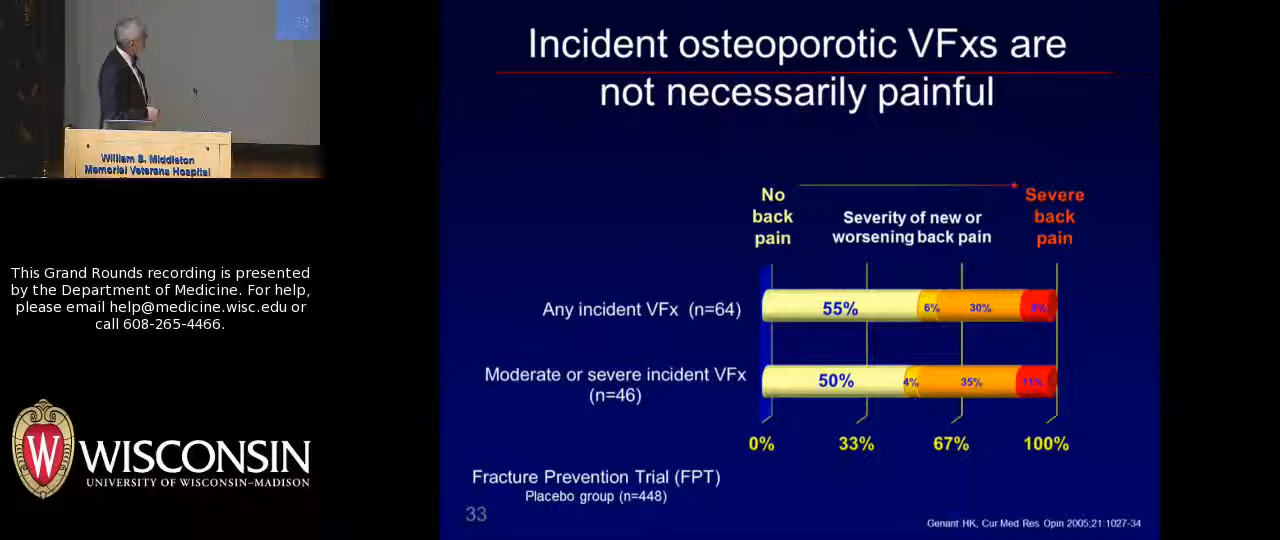 William S. Middleton
Memorial Veterans Hospital
This Grand Rounds recording is presented
by the Department of Medicine. For help,
please email help@medicine.wisc.edu or
call 608-265-4466.
W
WISCONSIN
UNIVERSITY OF WISCONSIN–MADISON
Incident osteoporotic VFxs are
not necessarily painful
No
back
pain
Severity of new or
worsening back pain
Severe
back
pain
Any incident VFx (n=64)
55% 6% 30%
Moderate or severe incident VFx
(n=46)
50% 4% 35% 11%
0% 33% 67% 100%
Fracture Prevention Trial (FPT)
Placebo group (n=448)
33
Genant HK, Cur Med Res Opin 2005;21:1027-34